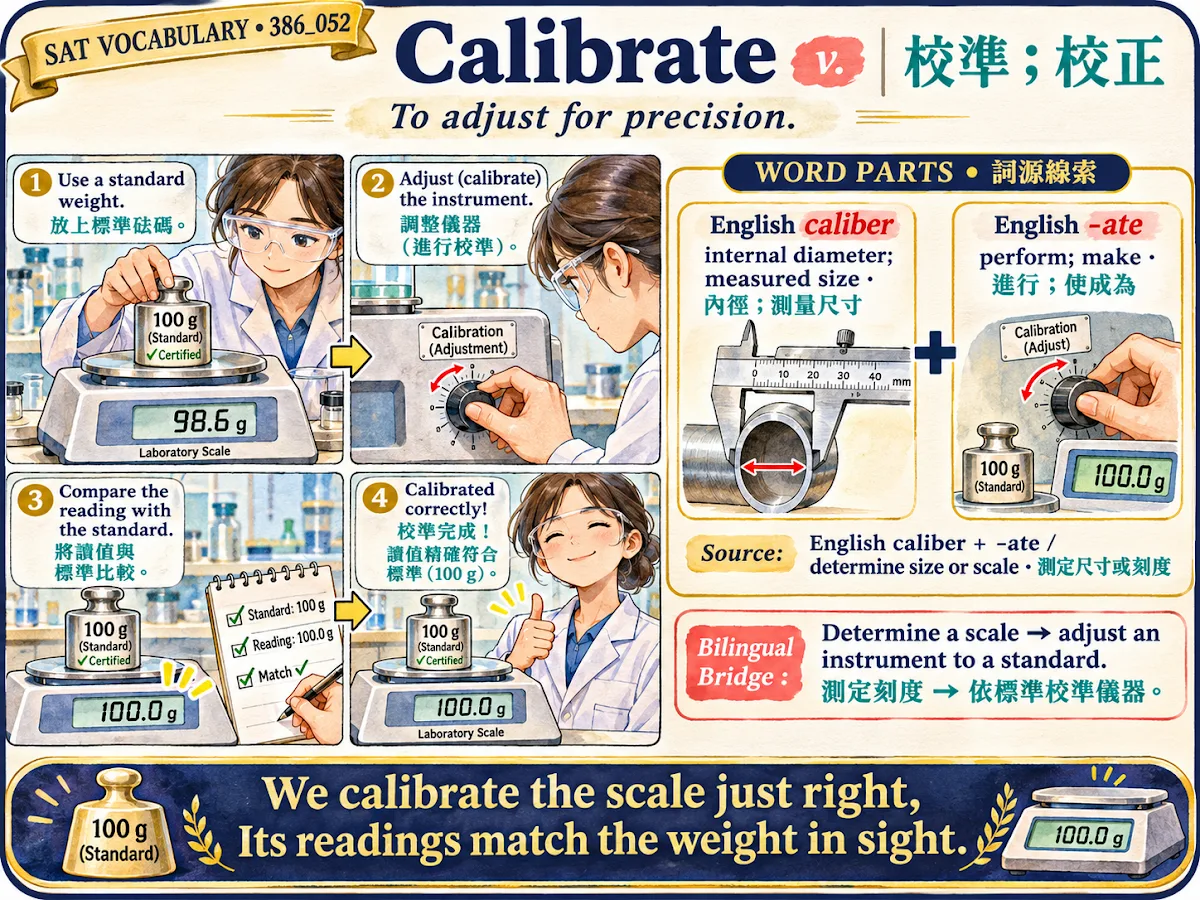 SAT VOCABULARY • 386_052
Calibrate v. 校準；校正
To adjust for precision.
1 Use a standard
weight.
放上標準砝碼。
100 g
(Standard)
✓Certified
98.6 g
Laboratory Scale
2 Adjust (calibrate)
the instrument.
調整儀器
（進行校準）。
Calibration
(Adjustment)
3 Compare the
reading with
the standard.
將讀值與
標準比較。
100 g
(Standard)
✓Certified
100.0 g
✓ Standard: 100 g
✓ Reading: 100.0 g
✓ Match ✓
4 Calibrated
correctly!
校準完成！
讀值精確符合
標準（100 g）。
100 g
(Standard)
✓Certified
100.0 g
Laboratory Scale
WORD PARTS • 詞源線索
English caliber
internal diameter;
measured size ·
內徑；測量尺寸
0 10 20 30 40 mm
+
English -ate
perform; make ·
進行；使成為
Calibration
(Adjust)
100 g
(Standard)
100.0 g
Source: English caliber + -ate /
determine size or scale · 測定尺寸或刻度
Bilingual
Bridge :
Determine a scale → adjust an
instrument to a standard.
測定刻度 → 依標準校準儀器。
100 g
(Standard)
We calibrate the scale just right,
Its readings match the weight in sight.
100.0 g